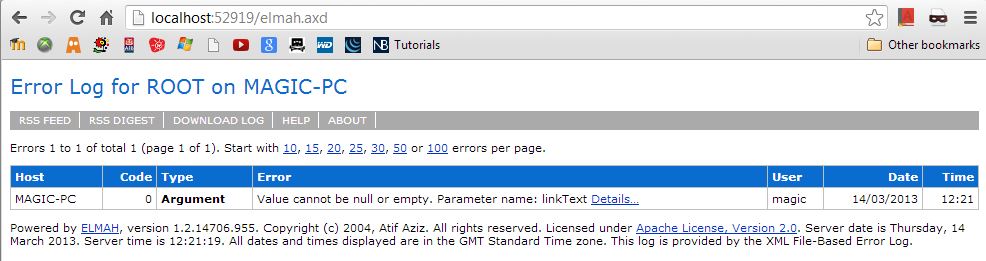 localhost:52919/elmah.axd
Tutorials Other bookmarks
Error Log for ROOT on MAGIC-PC
RSS FEED RSS DIGEST DOWNLOAD LOG HELP ABOUT
Errors 1 to 1 of total 1 (page 1 of 1). Start with 10, 15, 20, 25, 30, 50 or 100 errors per page.
Host Code Type Error User Date Time
MAGIC-PC 0 Argument Value cannot be null or empty. Parameter name: linkText Details... magic 14/03/2013 12:21
Powered by ELMAH, version 1.2.14706.955. Copyright (c) 2004, Atif Aziz. All rights reserved. Licensed under Apache License, Version 2.0. Server date is Thursday, 14
March 2013. Server time is 12:21:19. All dates and times displayed are in the GMT Standard Time zone. This log is provided by the XML File-Based Error Log.